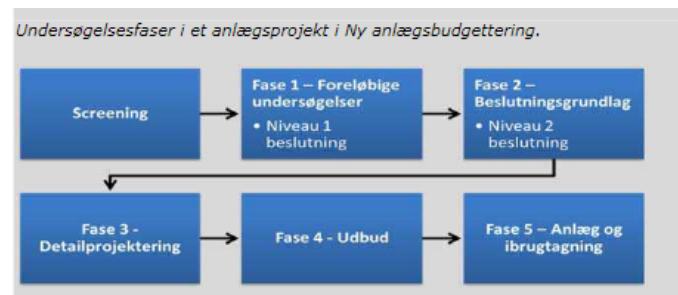 Undersøgelsesfaser i et anlægsprojekt i Ny anlægsbudgettering.
Screening
Fase 1 – Foreløbige
undersøgelser
• Niveau 1
beslutning
Fase 2 –
Beslutningsgrundlag
• Niveau 2
beslutning
Fase 3 -
Detailprojektering
Fase 4 - Udbud
Fase 5 – Anlæg og
ibrugtagning